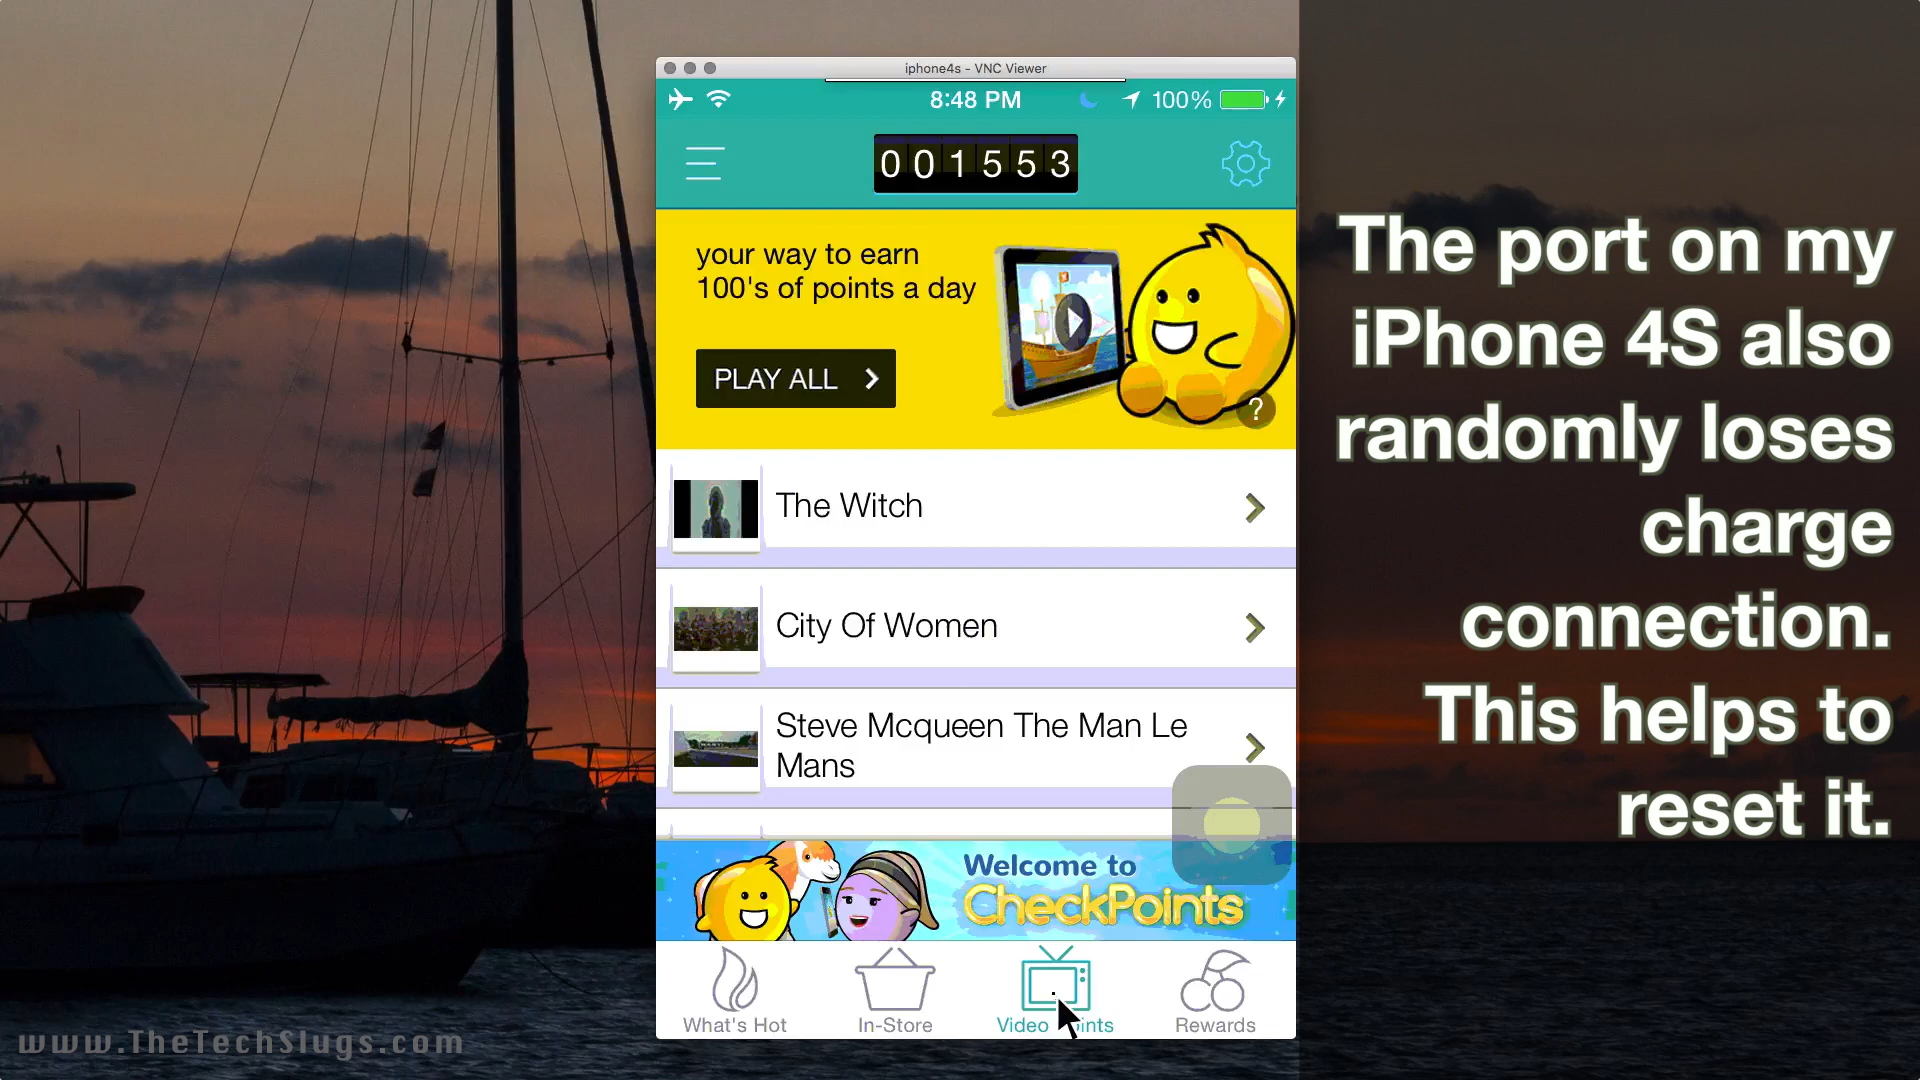 iphone4s - VNC Viewer
8:48 PM
100%
001553
your way to earn
100's of points a day
PLAY ALL
?
The Witch
City Of Women
Steve Mcqueen The Man Le
Mans
Welcome to
CheckPoints
What's Hot
In-Store
Video
Rewards
The port on my
iPhone 4S also
randomly loses
charge
connection.
This helps to
reset it.
www.TheTechSlugs.com